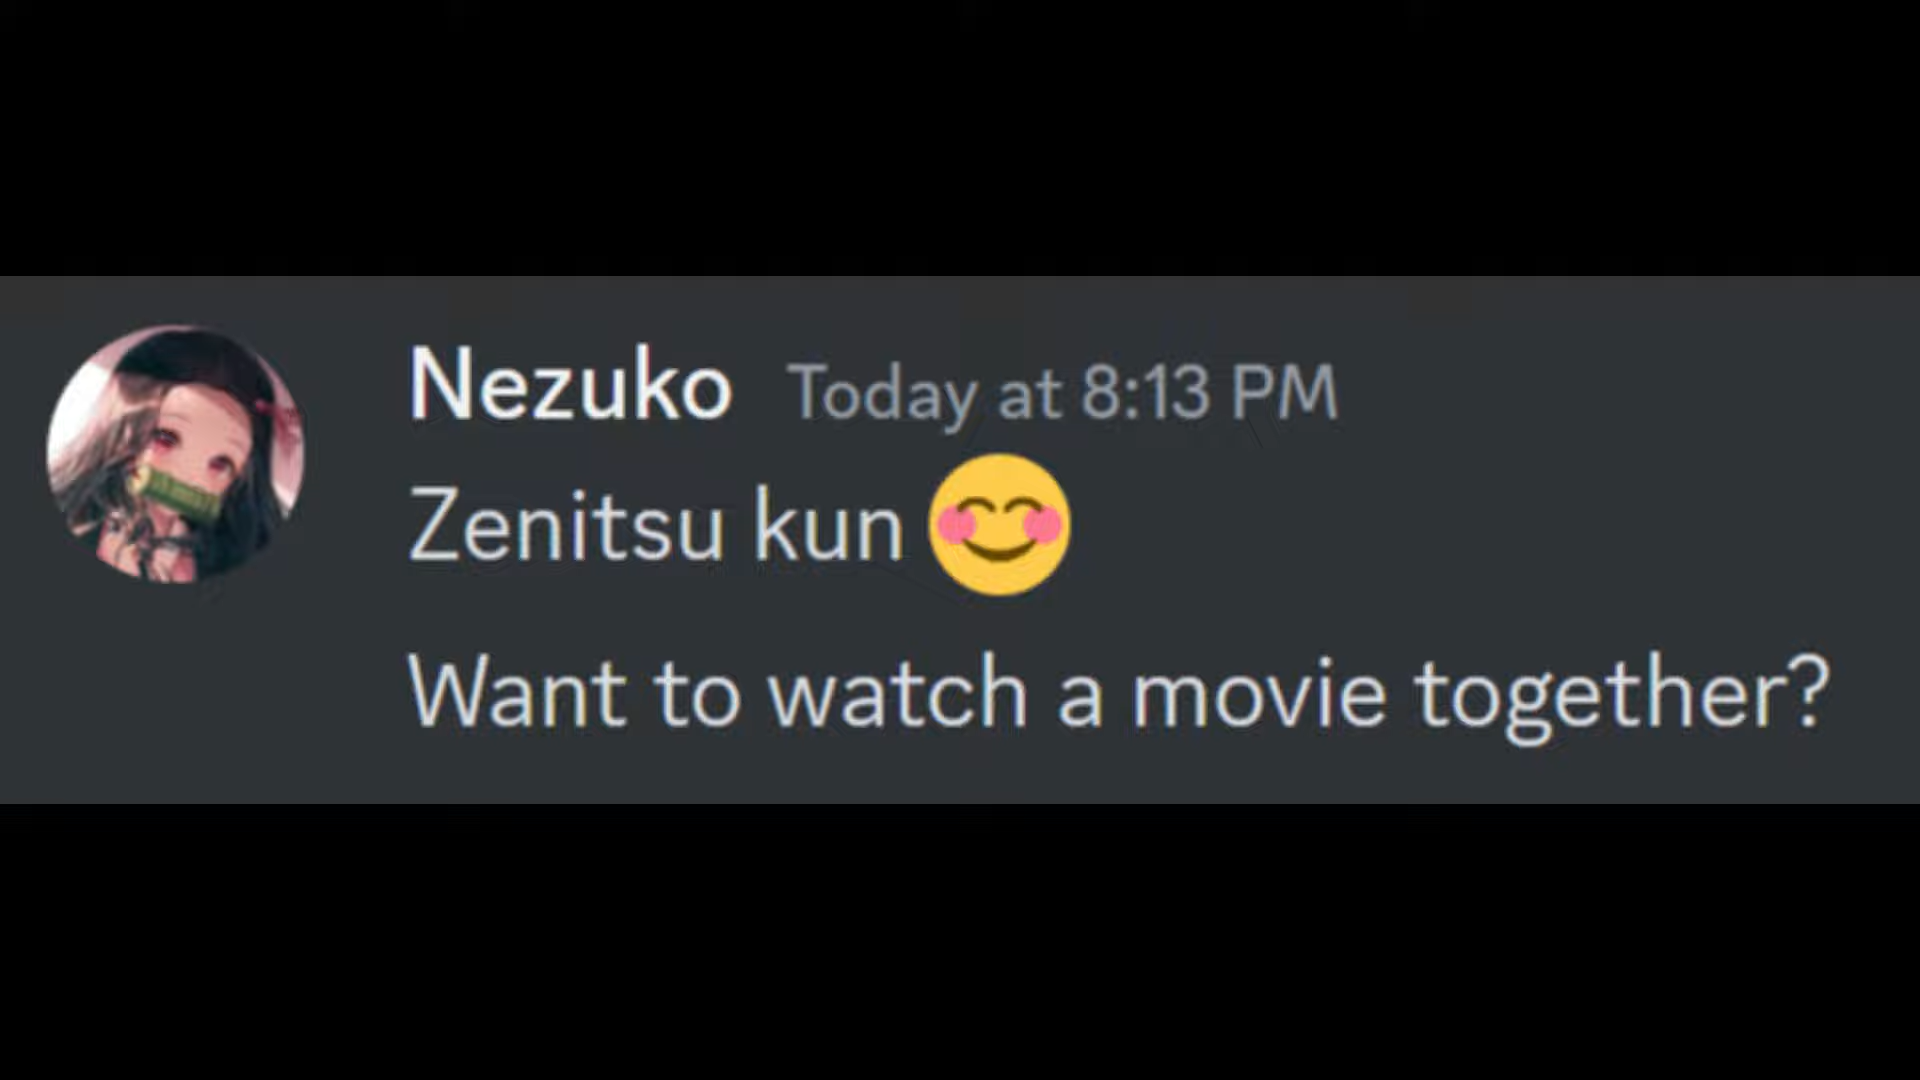 Nezuko Today at 8:13 PM
Zenitsu kun 😊
Want to watch a movie together?